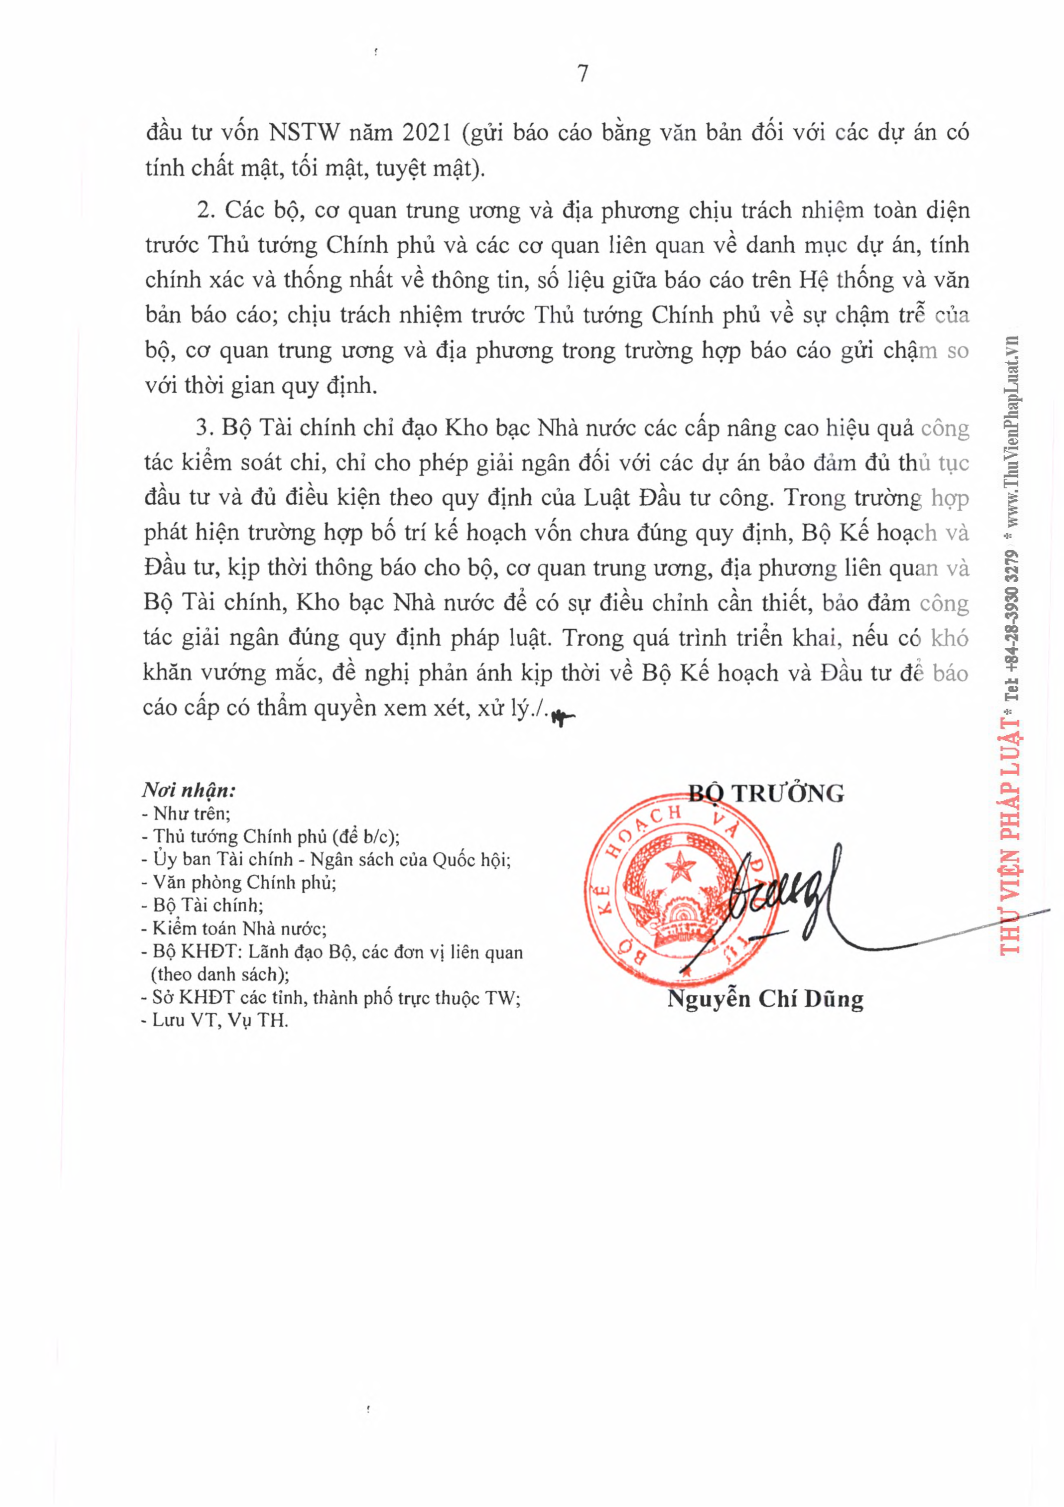 7
đầu tư vốn NSTW năm 2021 (gửi báo cáo bằng văn bản đối với các dự án có
tính chất mật, tối mật, tuyệt mật).
2. Các bộ, cơ quan trung ương và địa phương chịu trách nhiệm toàn diện
trước Thủ tướng Chính phủ và các cơ quan liên quan về danh mục dự án, tính
chính xác và thống nhất về thông tin, số liệu giữa báo cáo trên Hệ thống và văn
bản báo cáo; chịu trách nhiệm trước Thủ tướng Chính phủ về sự chậm trễ của
bộ, cơ quan trung ương và địa phương trong trường hợp báo cáo gửi chậm so
với thời gian quy định.
3. Bộ Tài chính chỉ đạo Kho bạc Nhà nước các cấp nâng cao hiệu quả công
tác kiểm soát chi, chỉ cho phép giải ngân đối với các dự án bảo đảm đủ thủ tục
đầu tư và đủ điều kiện theo quy định của Luật Đầu tư công. Trong trường hợp
phát hiện trường hợp bố trí kế hoạch vốn chưa đúng quy định, Bộ Kế hoạch và
Đầu tư, kịp thời thông báo cho bộ, cơ quan trung ương, địa phương liên quan và
Bộ Tài chính, Kho bạc Nhà nước để có sự điều chỉnh cần thiết, bảo đảm công
tác giải ngân đúng quy định pháp luật. Trong quá trình triển khai, nếu có khó
khăn vướng mắc, đề nghị phản ánh kịp thời về Bộ Kế hoạch và Đầu tư để báo
cáo cấp có thẩm quyền xem xét, xử lý./.
Nơi nhận:
- Như trên;
- Thủ tướng Chính phủ (để b/c);
- Ủy ban Tài chính - Ngân sách của Quốc hội;
- Văn phòng Chính phủ;
- Bộ Tài chính;
- Kiểm toán Nhà nước;
- Bộ KHĐT: Lãnh đạo Bộ, các đơn vị liên quan
(theo danh sách);
- Sở KHĐT các tỉnh, thành phố trực thuộc TW;
- Lưu VT, Vụ TH.
BỘ TRƯỞNG
BỘ KẾ HOẠCH VÀ ĐẦU TƯ
Nguyễn Chí Dũng
THƯ VIỆN PHÁP LUẬT * Tel: +84-28-3930 3279 * www.ThuVienPhapLuat.vn